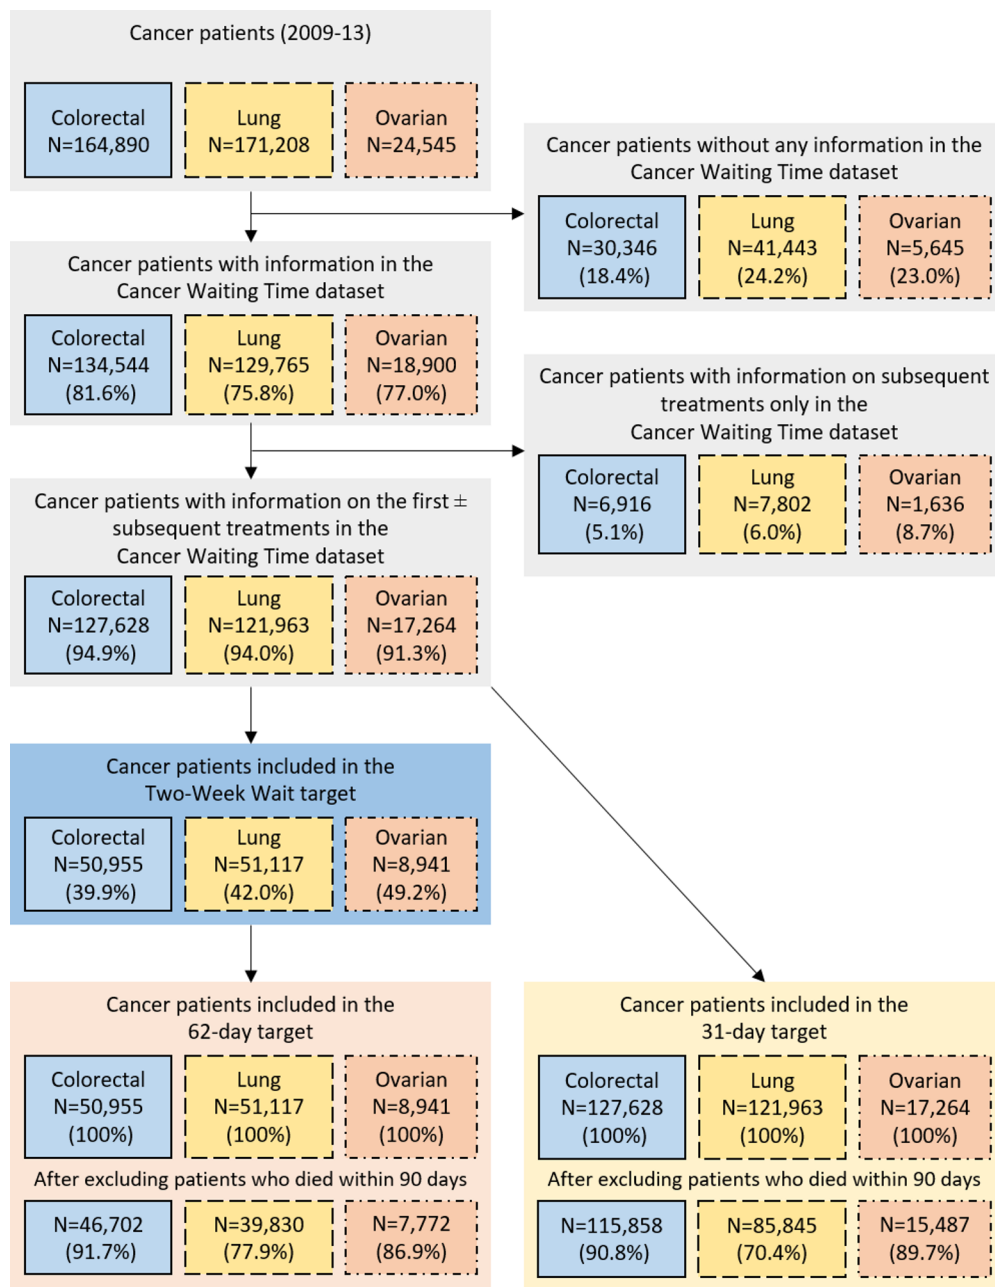 Cancer patients (2009-13)
Colorectal
N=164,890
Lung
N=171,208
Ovarian
N=24,545
Cancer patients without any information in the
Cancer Waiting Time dataset
Colorectal
N=30,346
(18.4%)
Lung
N=41,443
(24.2%)
Ovarian
N=5,645
(23.0%)
Cancer patients with information in the
Cancer Waiting Time dataset
Colorectal
N=134,544
(81.6%)
Lung
N=129,765
(75.8%)
Ovarian
N=18,900
(77.0%)
Cancer patients with information on subsequent
treatments only in the
Cancer Waiting Time dataset
Colorectal
N=6,916
(5.1%)
Lung
N=7,802
(6.0%)
Ovarian
N=1,636
(8.7%)
Cancer patients with information on the first ±
subsequent treatments in the
Cancer Waiting Time dataset
Colorectal
N=127,628
(94.9%)
Lung
N=121,963
(94.0%)
Ovarian
N=17,264
(91.3%)
Cancer patients included in the
Two-Week Wait target
Colorectal
N=50,955
(39.9%)
Lung
N=51,117
(42.0%)
Ovarian
N=8,941
(49.2%)
Cancer patients included in the
62-day target
Colorectal
N=50,955
(100%)
Lung
N=51,117
(100%)
Ovarian
N=8,941
(100%)
After excluding patients who died within 90 days
N=46,702
(91.7%)
N=39,830
(77.9%)
N=7,772
(86.9%)
Cancer patients included in the
31-day target
Colorectal
N=127,628
(100%)
Lung
N=121,963
(100%)
Ovarian
N=17,264
(100%)
After excluding patients who died within 90 days
N=115,858
(90.8%)
N=85,845
(70.4%)
N=15,487
(89.7%)